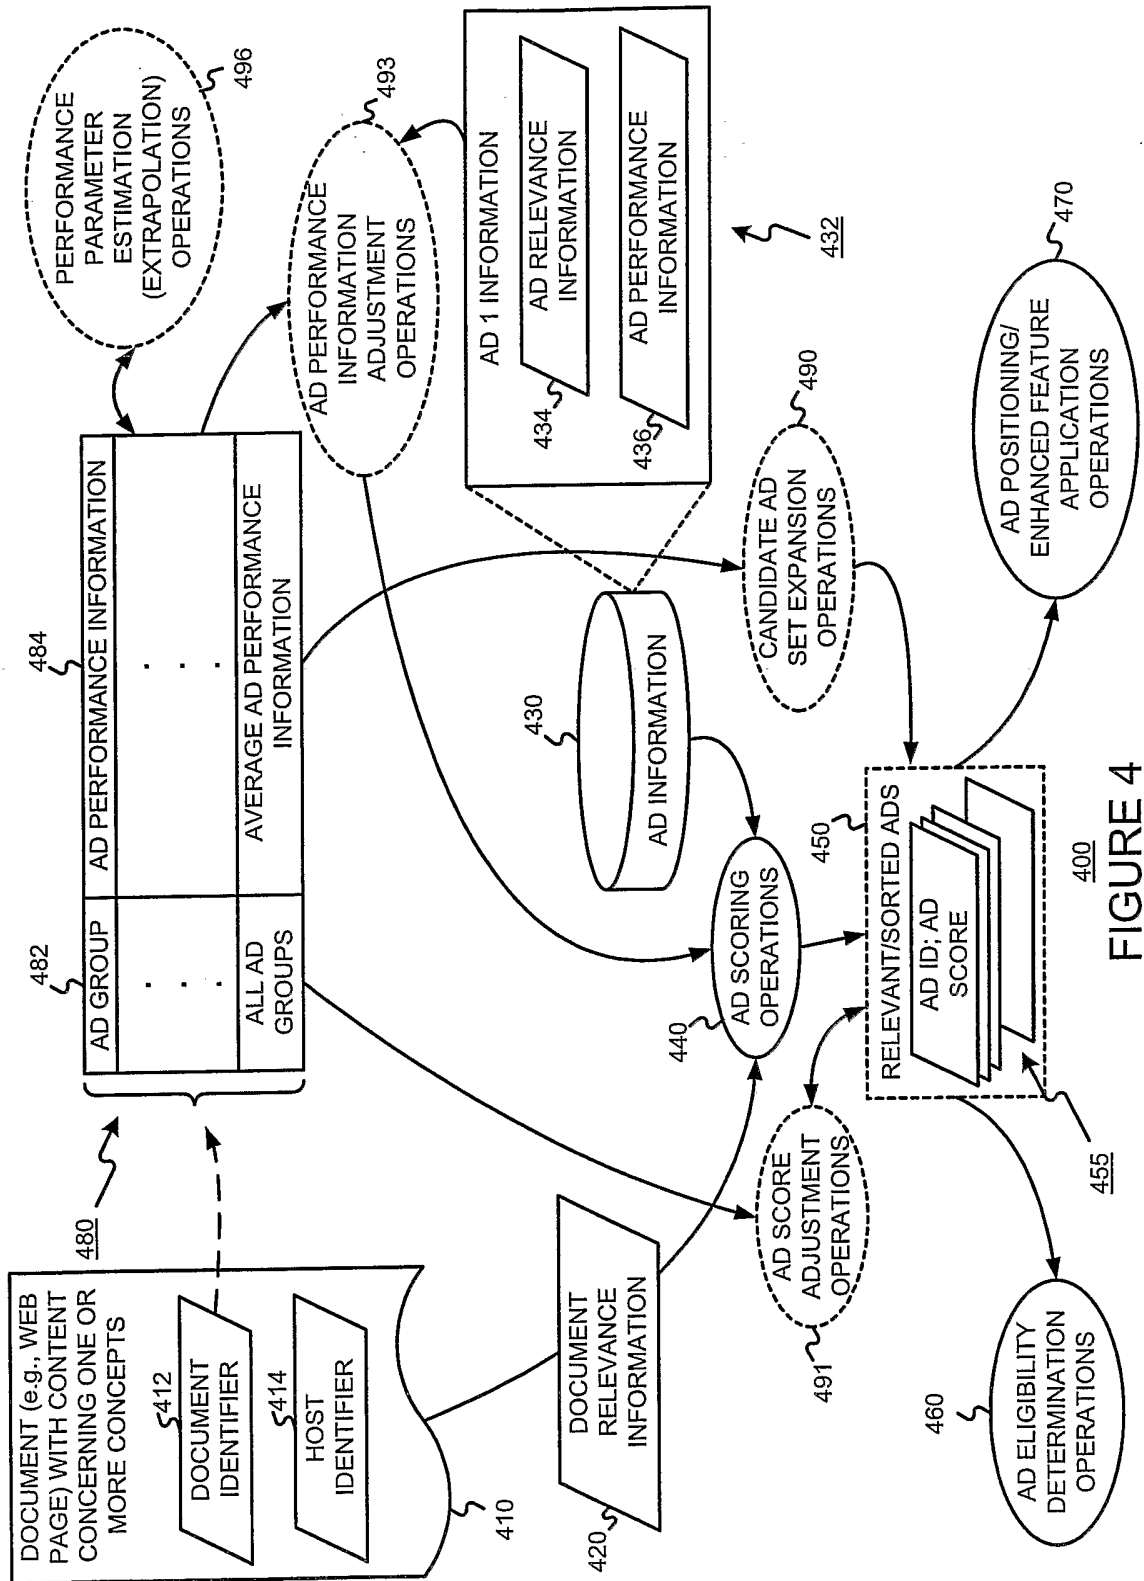 DOCUMENT (e.g., WEB
PAGE) WITH CONTENT
CONCERNING ONE OR
MORE CONCEPTS
412
DOCUMENT
IDENTIFIER
414
HOST
IDENTIFIER
410
480
482
484
AD GROUP
AD PERFORMANCE INFORMATION
. . .
. . .
ALL AD
GROUPS
AVERAGE AD PERFORMANCE
INFORMATION
PERFORMANCE
PARAMETER
ESTIMATION
(EXTRAPOLATION)
OPERATIONS
496
AD PERFORMANCE
INFORMATION
ADJUSTMENT
OPERATIONS
493
AD 1 INFORMATION
434
AD RELEVANCE
INFORMATION
436
AD PERFORMANCE
INFORMATION
432
420
DOCUMENT
RELEVANCE
INFORMATION
430
AD INFORMATION
440
AD SCORING
OPERATIONS
490
CANDIDATE AD
SET EXPANSION
OPERATIONS
491
AD SCORE
ADJUSTMENT
OPERATIONS
450
RELEVANT/SORTED ADS
AD ID; AD
SCORE
455
460
AD ELIGIBILITY
DETERMINATION
OPERATIONS
470
AD POSITIONING/
ENHANCED FEATURE
APPLICATION
OPERATIONS
400
FIGURE 4